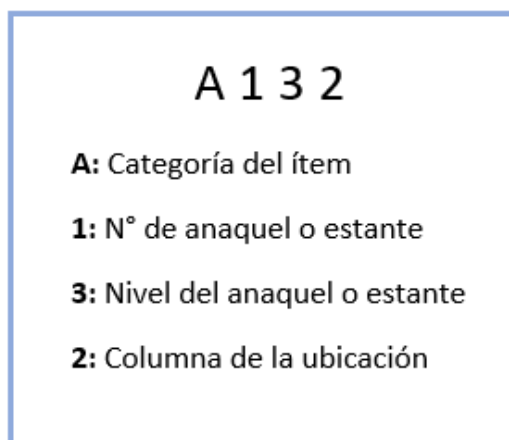 A 1 3 2
A: Categoría del ítem
1: N° de anaquel o estante
3: Nivel del anaquel o estante
2: Columna de la ubicación